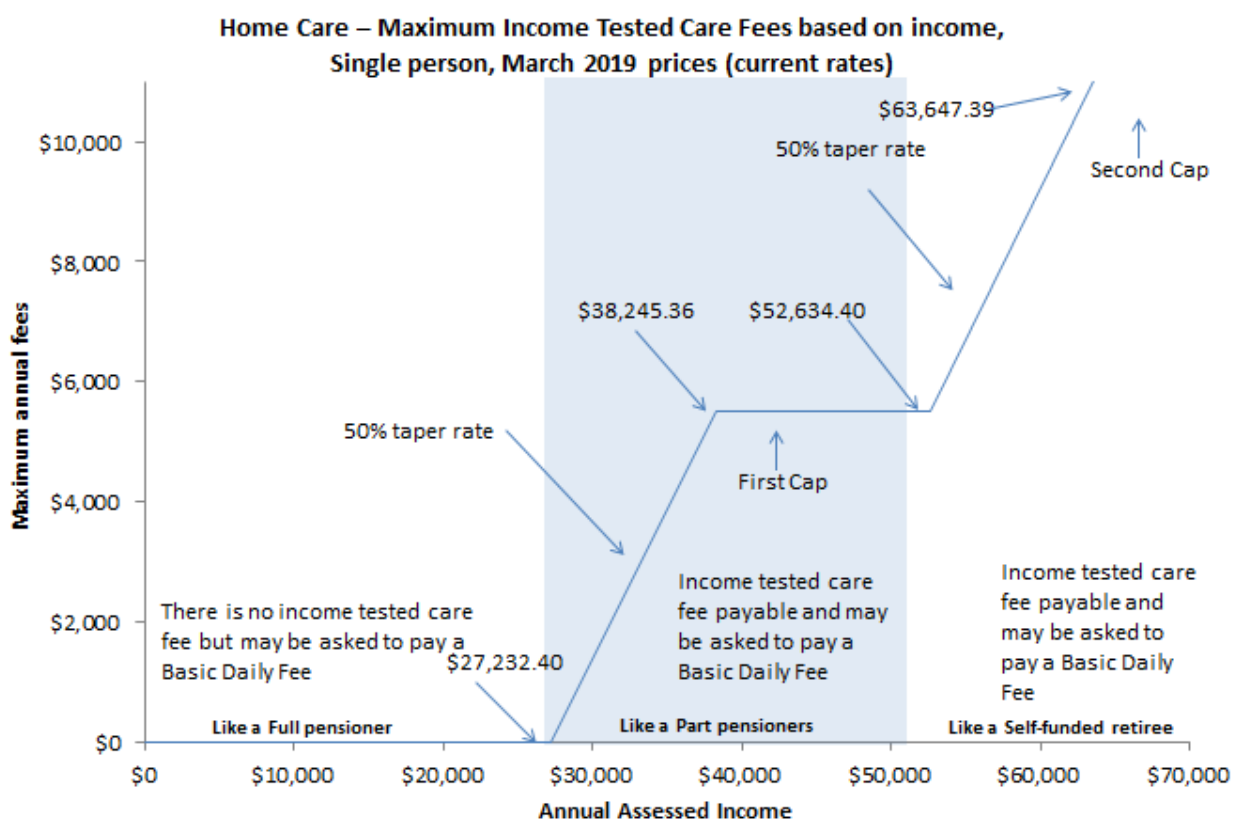 Home Care – Maximum Income Tested Care Fees based on income,
Single person, March 2019 prices (current rates)
Maximum annual fees
$10,000
$8,000
$6,000
$4,000
$2,000
$0
$63,647.39
50% taper rate
Second Cap
$38,245.36
$52,634.40
50% taper rate
First Cap
There is no income tested care
fee but may be asked to pay a
Basic Daily Fee
$27,232.40
Income tested care
fee payable and may
be asked to pay a
Basic Daily Fee
Income tested care
fee payable and
may be asked to
pay a Basic Daily
Fee
Like a Full pensioner
Like a Part pensioners
Like a Self-funded retiree
$0
$10,000
$20,000
$30,000
$40,000
$50,000
$60,000
$70,000
Annual Assessed Income